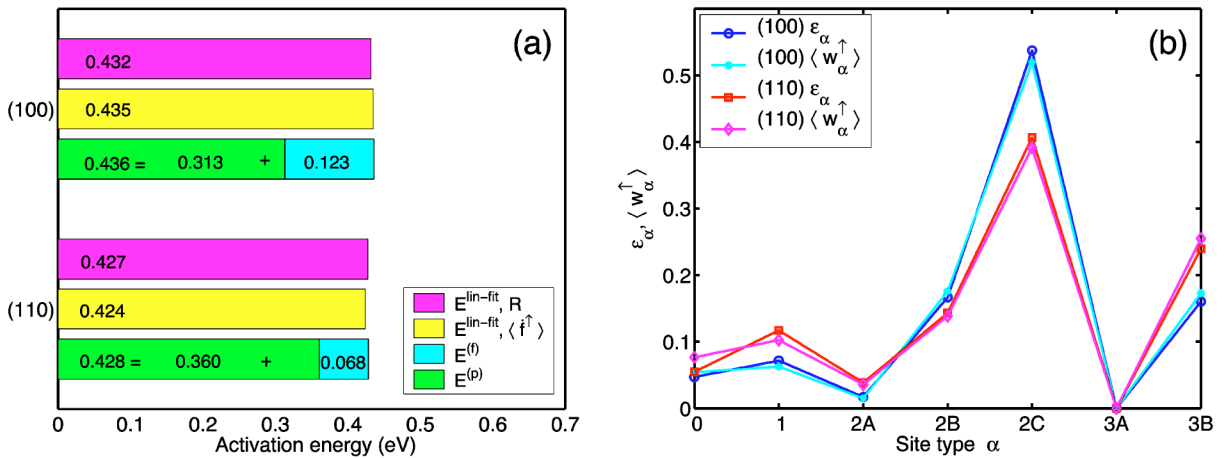 (a)
0.432
(100)
0.435
0.436 = 0.313 + 0.123
0.427
(110)
0.424
0.428 = 0.360 + 0.068
E^lin−fit, R
E^lin−fit, ⟨ ḟ^↑ ⟩
E^(f)
E^(p)
0 0.1 0.2 0.3 0.4 0.5 0.6 0.7
Activation energy (eV)
(b)
(100) ε_α
(100) ⟨ w_α^↑ ⟩
(110) ε_α
(110) ⟨ w_α^↑ ⟩
ε_α, ⟨ w_α^↑ ⟩
0.5
0.4
0.3
0.2
0.1
0
0 1 2A 2B 2C 3A 3B
Site type α